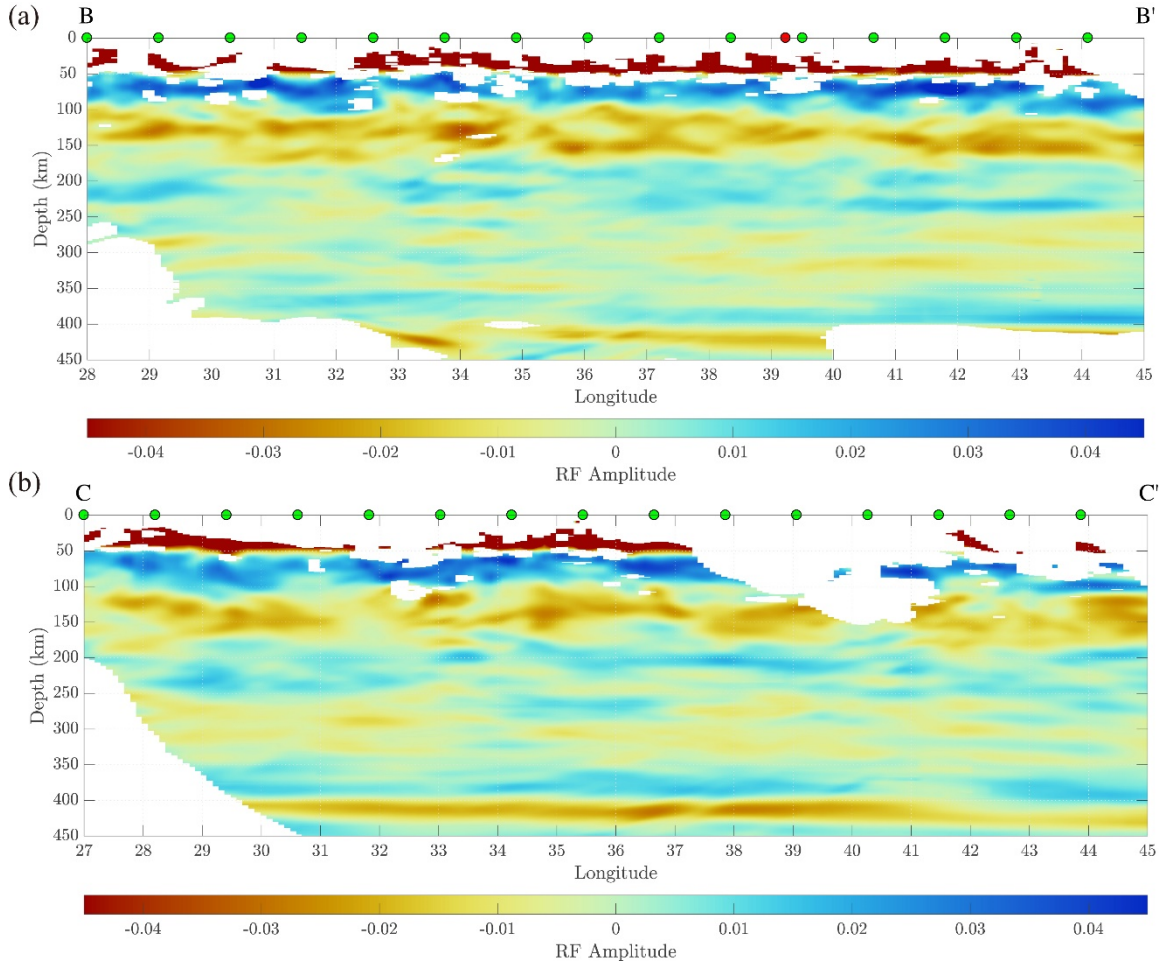 (a)
B B'
0
50
100
150
200
250
300
350
400
450
Depth (km)
28 29 30 31 32 33 34 35 36 37 38 39 40 41 42 43 44 45
Longitude
-0.04 -0.03 -0.02 -0.01 0 0.01 0.02 0.03 0.04
RF Amplitude
(b)
C C'
0
50
100
150
200
250
300
350
400
450
Depth (km)
27 28 29 30 31 32 33 34 35 36 37 38 39 40 41 42 43 44 45
Longitude
-0.04 -0.03 -0.02 -0.01 0 0.01 0.02 0.03 0.04
RF Amplitude